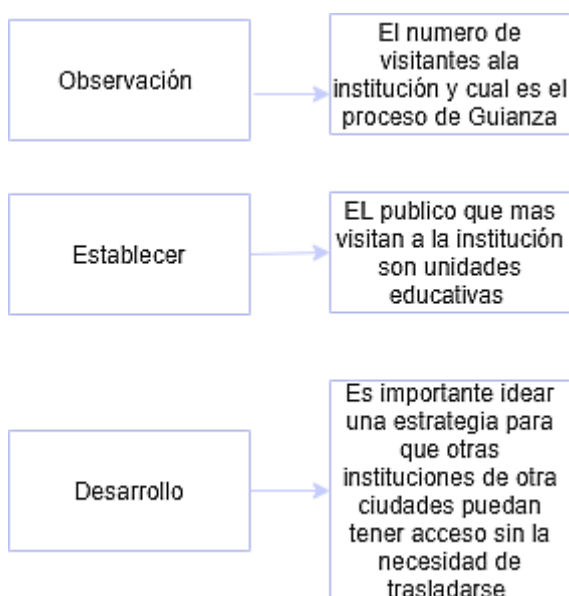 Observación
El numero de
visitantes ala
institución y cual es el
proceso de Guianza
Establecer
EL publico que mas
visitan a la institución
son unidades
educativas
Desarrollo
Es importante idear
una estrategia para
que otras
instituciones de otra
ciudades puedan
tener acceso sin la
necesidad de
trasladarse